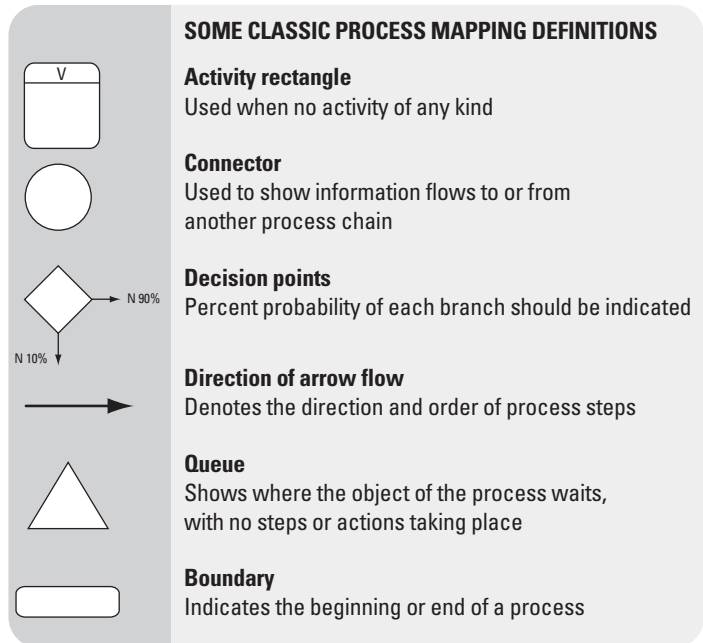 SOME CLASSIC PROCESS MAPPING DEFINITIONS
V
Activity rectangle
Used when no activity of any kind
Connector
Used to show information flows to or from
another process chain
Decision points
Percent probability of each branch should be indicated
N 90%
N 10%
Direction of arrow flow
Denotes the direction and order of process steps
Queue
Shows where the object of the process waits,
with no steps or actions taking place
Boundary
Indicates the beginning or end of a process